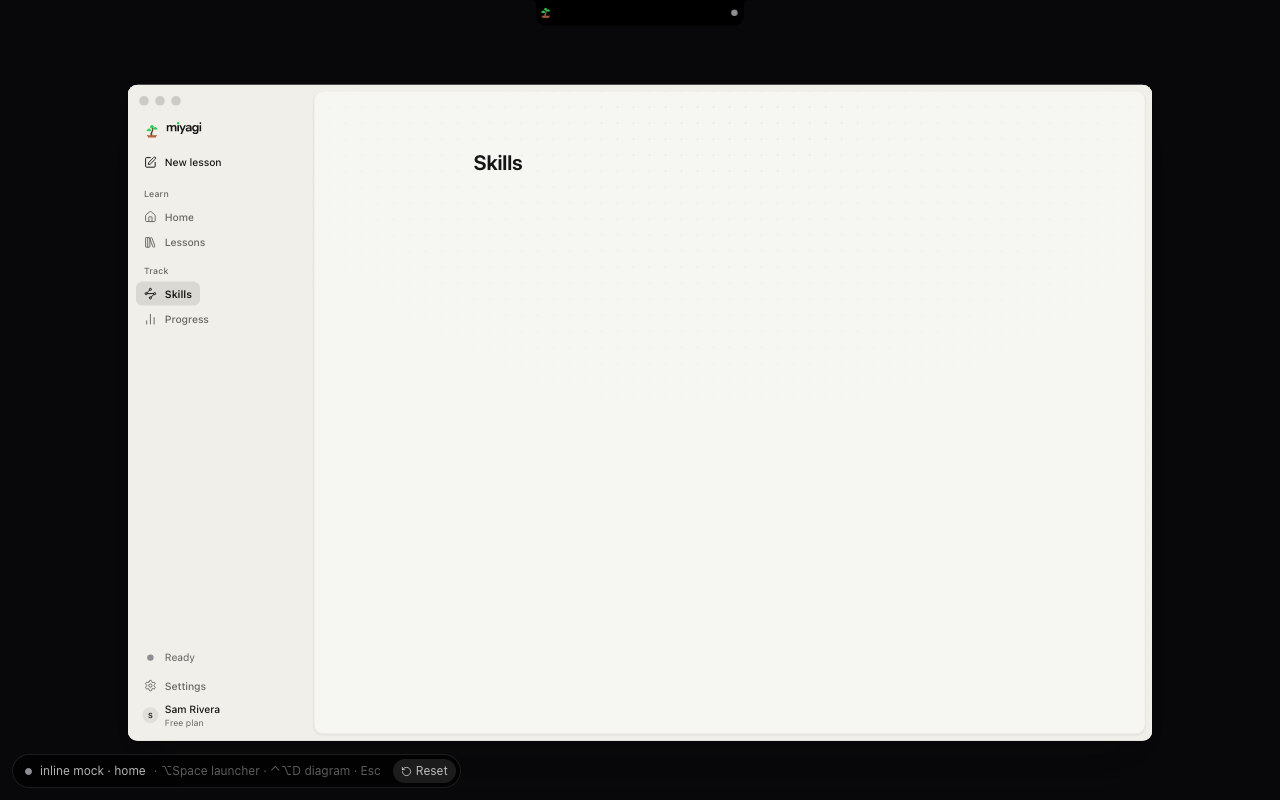 miyagi
New lesson
Learn
Home
Lessons
Track
Skills
Progress
Skills
Ready
Settings
S
Sam Rivera
Free plan
inline mock · home · ⌥Space launcher · ^⌥D diagram · Esc
Reset